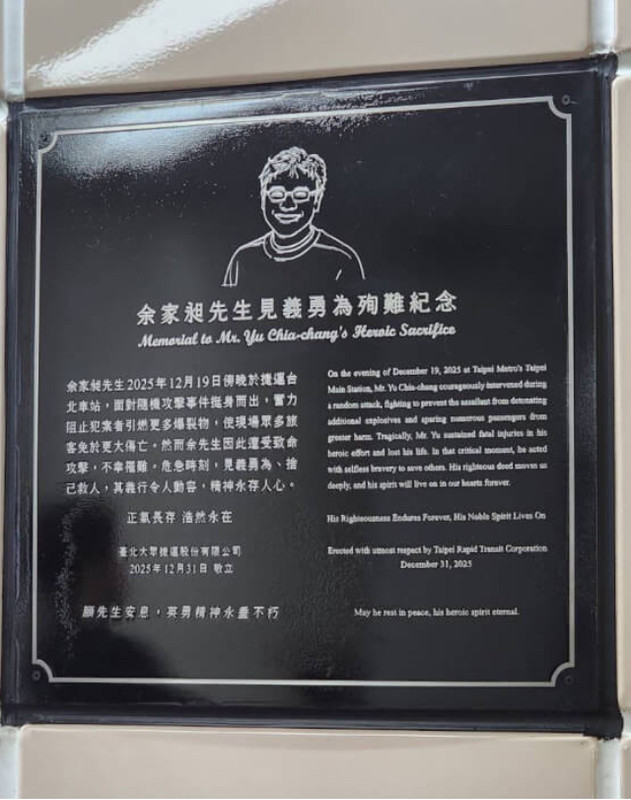 余家昶先生見義勇為殉難紀念
Memorial to Mr. Yu Chia-chang's Heroic Sacrifice
余家昶先生2025年12月19日傍晚於捷運台
北車站，面對隨機攻擊事件挺身而出，奮力
阻止犯案者引燃更多爆裂物，使現場眾多旅
客免於更大傷亡。然而余先生因此遭受致命
攻擊，不幸罹難。危急時刻，見義勇為、捨
己救人，其義行令人動容，精神永存人心。
正氣長存 浩然永在
臺北大眾捷運股份有限公司
2025年12月31日 敬立
願先生安息，英勇精神永垂不朽
On the evening of December 19, 2025 at Taipei Metro's Taipei
Main Station, Mr. Yu Chia-chang courageously intervened during
a random attack, fighting to prevent the assailant from detonating
additional explosives and sparing numerous passengers from
greater harm. Tragically, Mr. Yu sustained fatal injuries in his
heroic effort and lost his life. In that critical moment, he acted
with selfless bravery to save others. His righteous deed moves us
deeply, and his spirit will live on in our hearts forever.
His Righteousness Endures Forever, His Noble Spirit Lives On
Erected with utmost respect by Taipei Rapid Transit Corporation
December 31, 2025
May he rest in peace, his heroic spirit eternal.